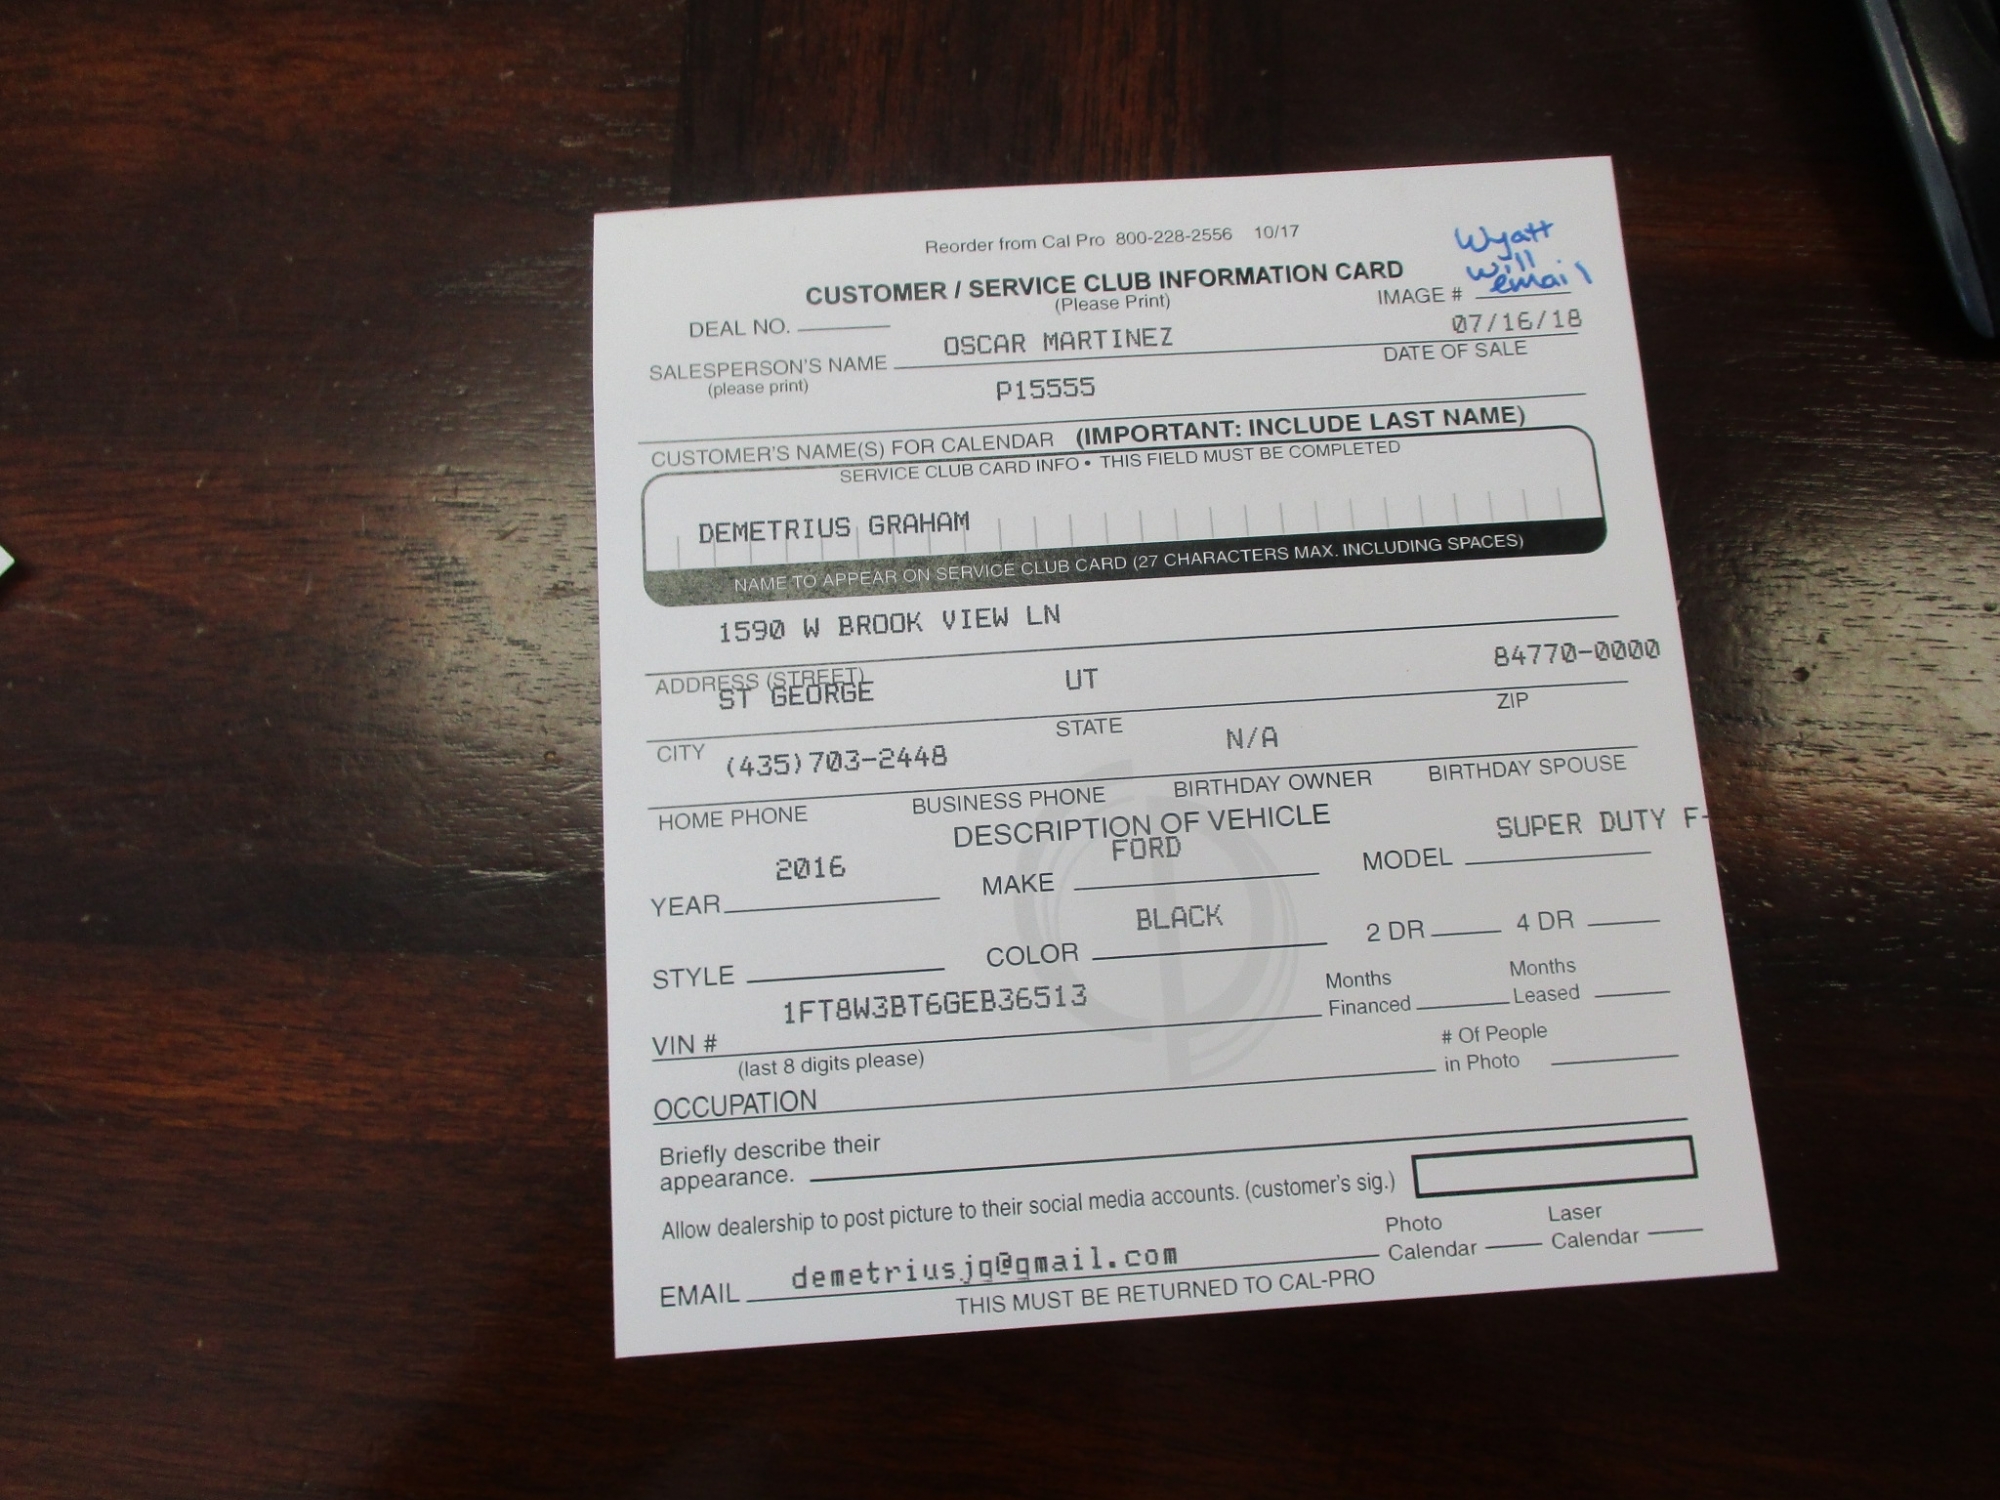 Reorder from Cal Pro 800-228-2556 10/17
Wyatt
will
email
CUSTOMER / SERVICE CLUB INFORMATION CARD
(Please Print)
IMAGE #
DEAL NO.
OSCAR MARTINEZ
07/16/18
SALESPERSON'S NAME
DATE OF SALE
(please print)
P15555
CUSTOMER'S NAME(S) FOR CALENDAR (IMPORTANT: INCLUDE LAST NAME)
SERVICE CLUB CARD INFO • THIS FIELD MUST BE COMPLETED
DEMETRIUS GRAHAM
NAME TO APPEAR ON SERVICE CLUB CARD (27 CHARACTERS MAX. INCLUDING SPACES)
1590 W BROOK VIEW LN
ADDRESS (STREET)
ST GEORGE UT 84770-0000
CITY STATE ZIP
(435)703-2448 N/A
HOME PHONE BUSINESS PHONE BIRTHDAY OWNER BIRTHDAY SPOUSE
DESCRIPTION OF VEHICLE
2016 FORD SUPER DUTY F-
YEAR MAKE MODEL
BLACK
STYLE COLOR 2 DR 4 DR
1FT8W3BT6GEB36513
VIN # Months Financed Months Leased
(last 8 digits please)
# Of People
in Photo
OCCUPATION
Briefly describe their
appearance.
Allow dealership to post picture to their social media accounts. (customer's sig.)
Photo Laser
Calendar Calendar
EMAIL demetriusjg@gmail.com
THIS MUST BE RETURNED TO CAL-PRO